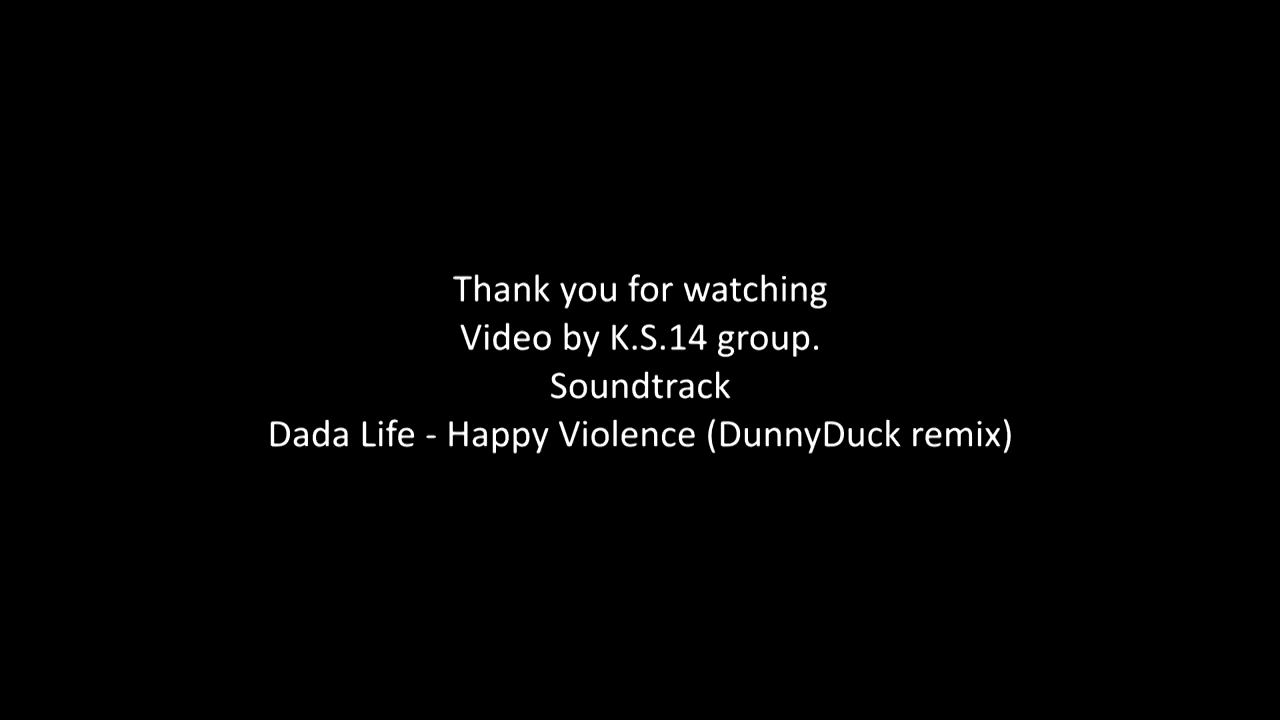 Thank you for watching
Video by K.S.14 group.
Soundtrack
Dada Life - Happy Violence (DunnyDuck remix)